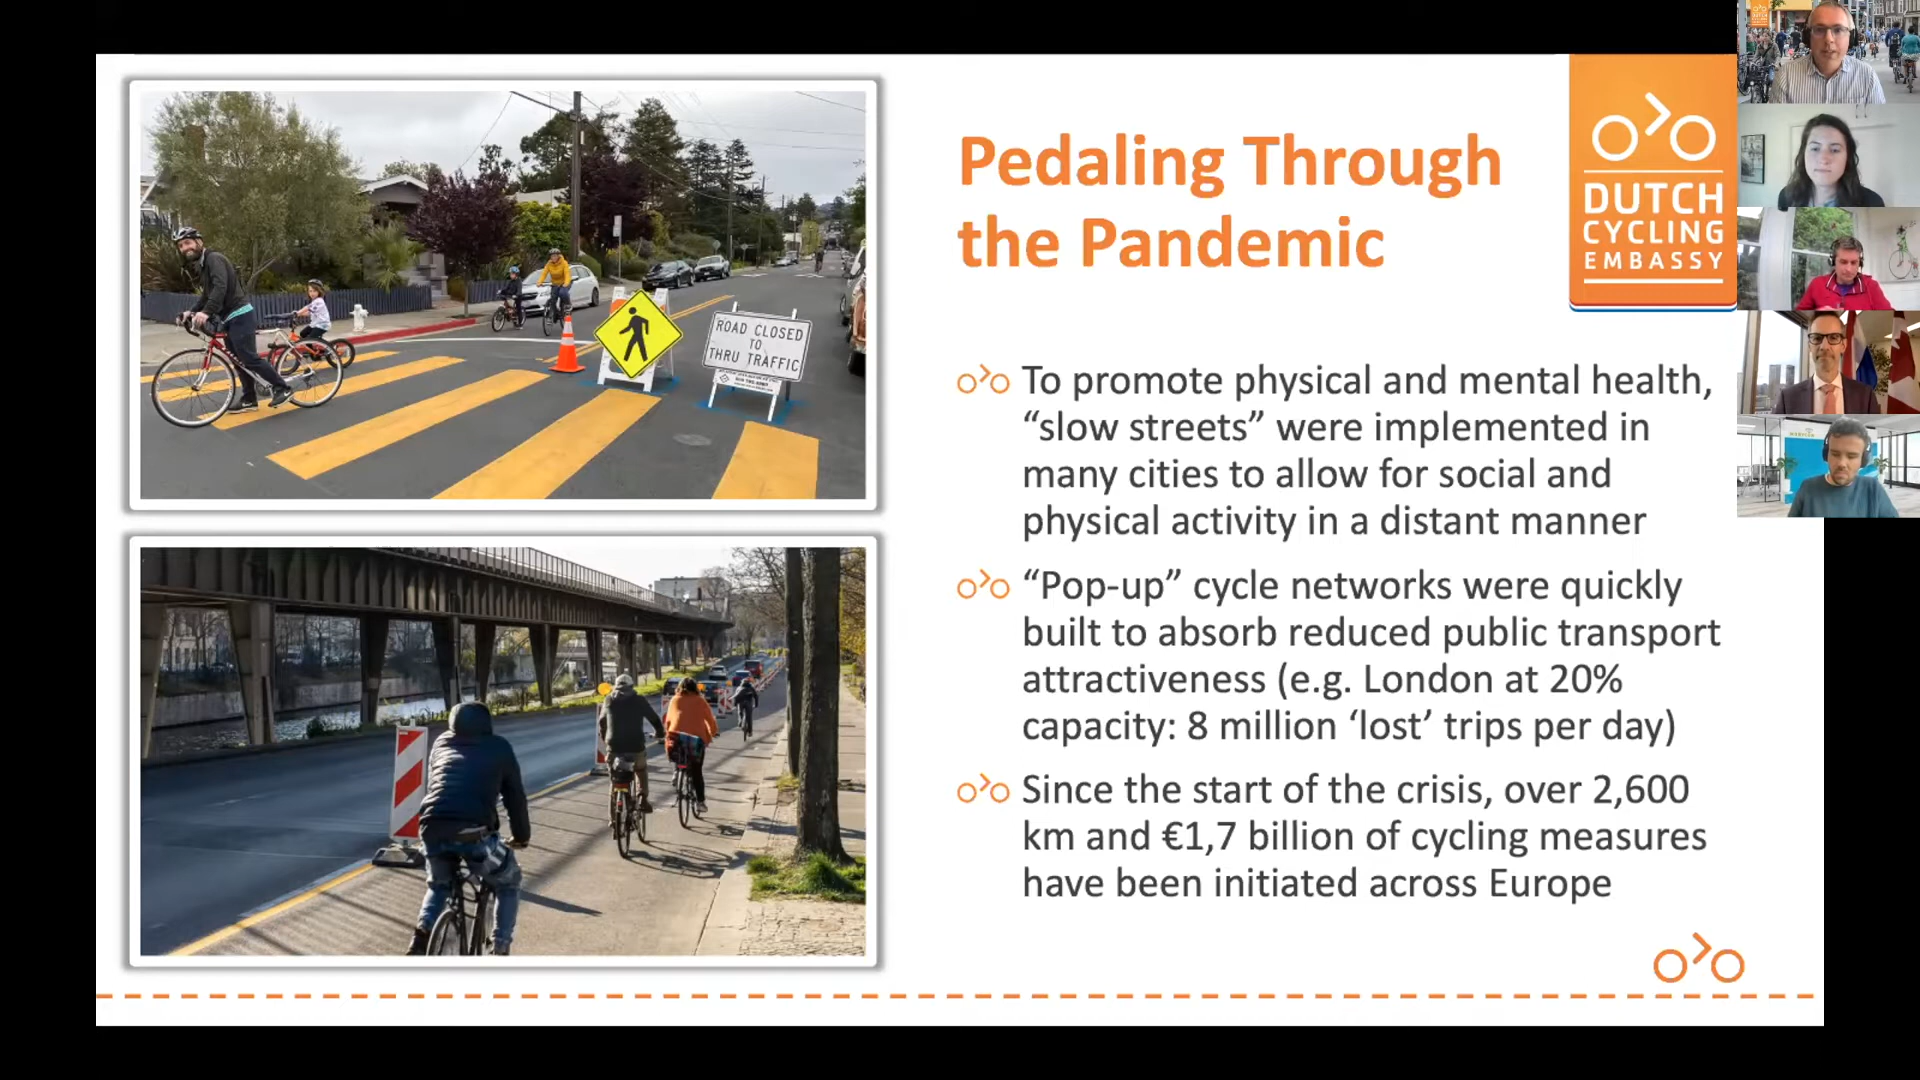 Pedaling Through
the Pandemic
DUTCH
CYCLING
EMBASSY
To promote physical and mental health,
“slow streets” were implemented in
many cities to allow for social and
physical activity in a distant manner
“Pop-up” cycle networks were quickly
built to absorb reduced public transport
attractiveness (e.g. London at 20%
capacity: 8 million ‘lost’ trips per day)
Since the start of the crisis, over 2,600
km and €1,7 billion of cycling measures
have been initiated across Europe
ROAD CLOSED
TO
THRU TRAFFIC